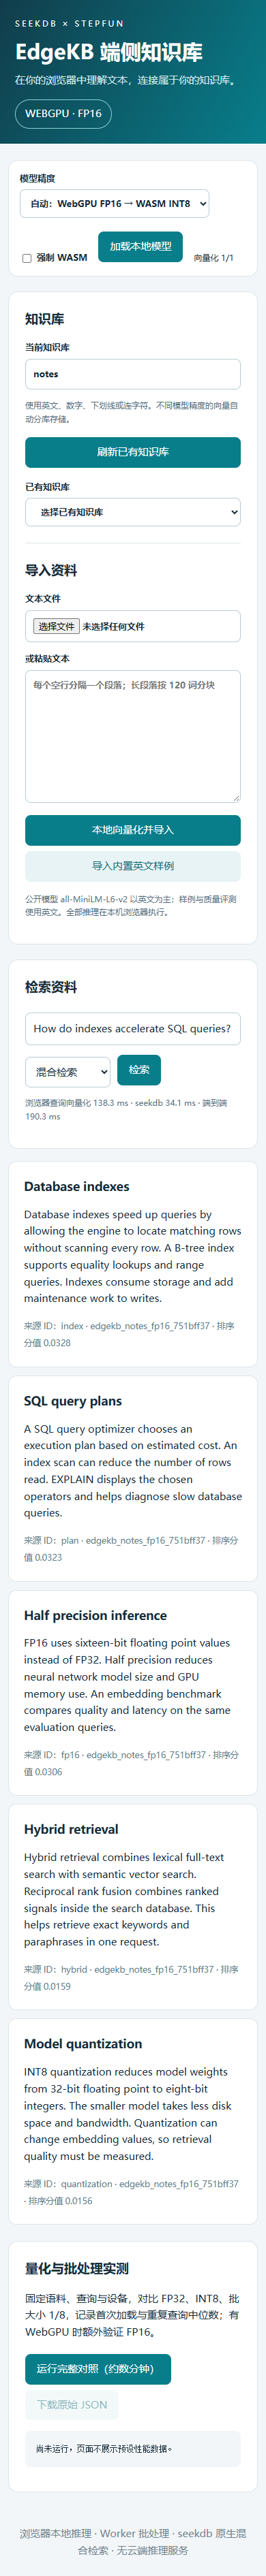 SEEKDB × STEPFUN
EdgeKB 端侧知识库
在你的浏览器中理解文本，连接属于你的知识库。
WEBGPU · FP16
模型精度
自动：WebGPU FP16 → WASM INT8
强制 WASM
加载本地模型
向量化 1/1
知识库
当前知识库
notes
使用英文、数字、下划线或连字符。不同模型精度的向量自
动分库存储。
刷新已有知识库
已有知识库
选择已有知识库
导入资料
文本文件
选择文件 未选择任何文件
或粘贴文本
每个空行分隔一个段落；长段落按 120 词分块
本地向量化并导入
导入内置英文样例
公开模型 all-MiniLM-L6-v2 以英文为主；样例与质量评测
使用英文。全部推理在本机浏览器执行。
检索资料
How do indexes accelerate SQL queries?
混合检索
检索
浏览器查询向量化 138.3 ms · seekdb 34.1 ms · 端到端
190.3 ms
Database indexes
Database indexes speed up queries by
allowing the engine to locate matching rows
without scanning every row. A B-tree index
supports equality lookups and range
queries. Indexes consume storage and add
maintenance work to writes.
来源 ID：index · edgekb_notes_fp16_751bff37 · 排序
分值 0.0328
SQL query plans
A SQL query optimizer chooses an
execution plan based on estimated cost. An
index scan can reduce the number of rows
read. EXPLAIN displays the chosen
operators and helps diagnose slow database
queries.
来源 ID：plan · edgekb_notes_fp16_751bff37 · 排序分
值 0.0323
Half precision inference
FP16 uses sixteen-bit floating point values
instead of FP32. Half precision reduces
neural network model size and GPU
memory use. An embedding benchmark
compares quality and latency on the same
evaluation queries.
来源 ID：fp16 · edgekb_notes_fp16_751bff37 · 排序分
值 0.0306
Hybrid retrieval
Hybrid retrieval combines lexical full-text
search with semantic vector search.
Reciprocal rank fusion combines ranked
signals inside the search database. This
helps retrieve exact keywords and
paraphrases in one request.
来源 ID：hybrid · edgekb_notes_fp16_751bff37 · 排序
分值 0.0159
Model quantization
INT8 quantization reduces model weights
from 32-bit floating point to eight-bit
integers. The smaller model takes less disk
space and bandwidth. Quantization can
change embedding values, so retrieval
quality must be measured.
来源 ID：quantization · edgekb_notes_fp16_751bff37
· 排序分值 0.0156
量化与批处理实测
固定语料、查询与设备，对比 FP32、INT8、批
大小 1/8，记录首次加载与重复查询中位数；有
WebGPU 时额外验证 FP16。
运行完整对照（约数分钟）
下载原始 JSON
尚未运行，页面不展示预设性能数据。
浏览器本地推理 · Worker 批处理 · seekdb 原生混
合检索 · 无云端推理服务